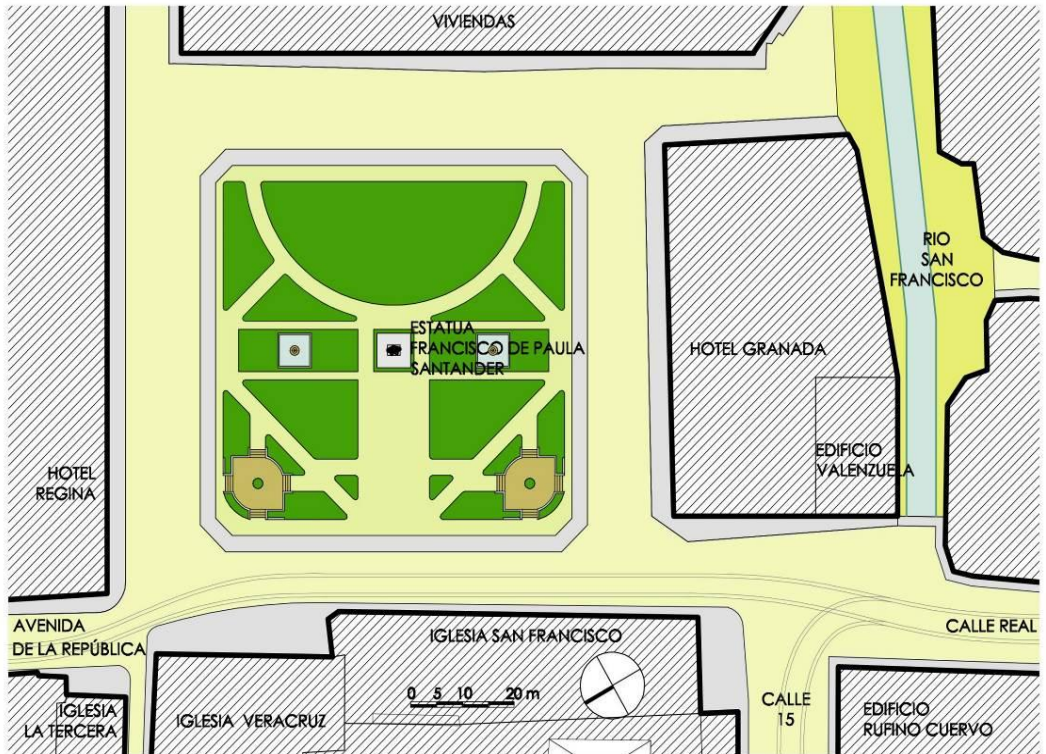 VIVIENDAS
RIO
SAN
FRANCISCO
ESTATUA
FRANCISCO DE PAULA
SANTANDER
HOTEL GRANADA
EDIFICIO
VALENZUELA
HOTEL
REGINA
AVENIDA
DE LA REPÚBLICA
IGLESIA SAN FRANCISCO
CALLE REAL
0 5 10 20 m
IGLESIA
LA TERCERA
IGLESIA VERACRUZ
CALLE
15
EDIFICIO
RUFINO CUERVO